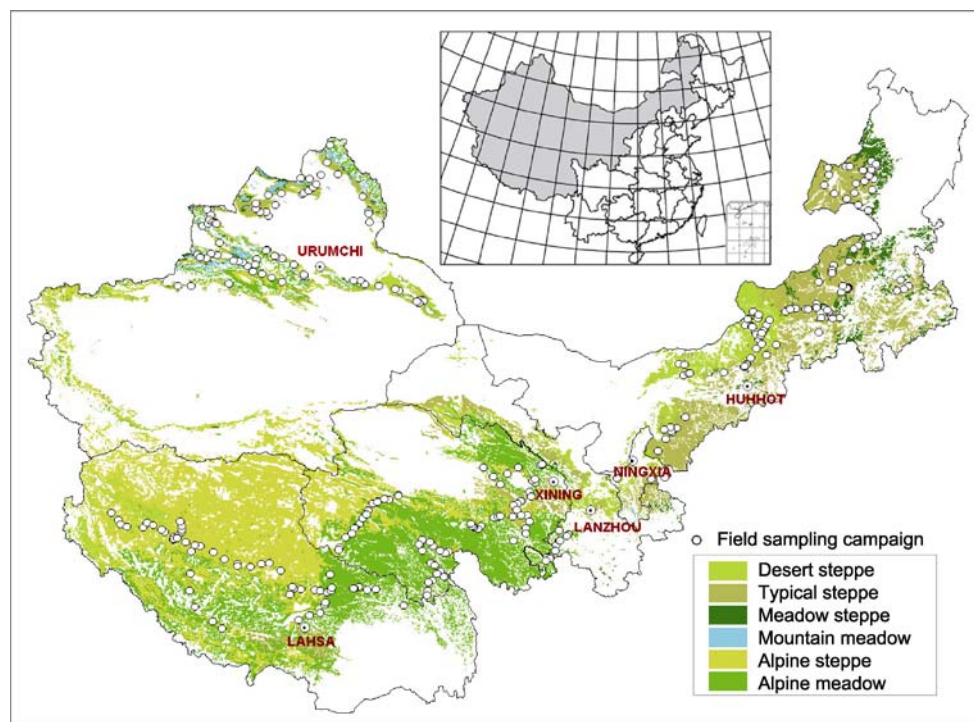 URUMCHI
HUHHOT
NINGXIA
XINING
LANZHOU
LAHSA
Field sampling campaign
Desert steppe
Typical steppe
Meadow steppe
Mountain meadow
Alpine steppe
Alpine meadow